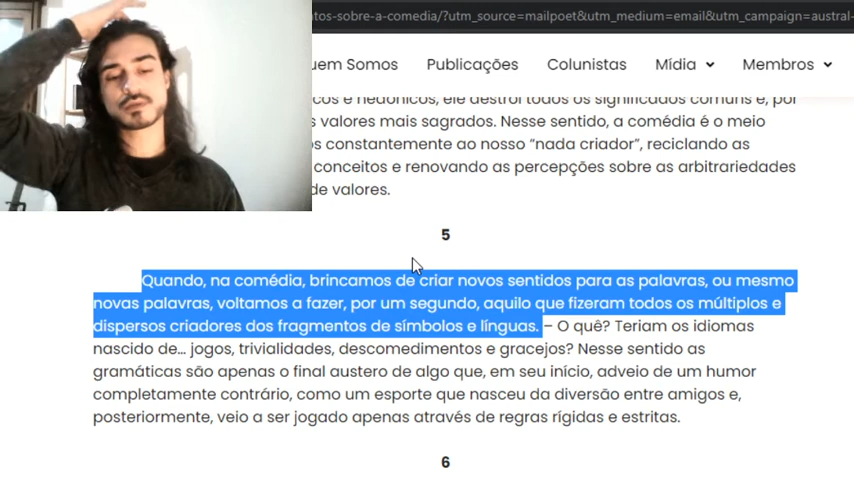 ntos-sobre-a-comedia/?utm_source=mailpoet&utm_medium=email&utm_campaign=austral-
uem Somos Publicações Colunistas Mídia Membros
icos e hedônicos, ele destrói todos os significados comuns e, por
s valores mais sagrados. Nesse sentido, a comédia é o meio
os constantemente ao nosso “nada criador”, reciclando as
conceitos e renovando as percepções sobre as arbitrariedades
de valores.
5
Quando, na comédia, brincamos de criar novos sentidos para as palavras, ou mesmo
novas palavras, voltamos a fazer, por um segundo, aquilo que fizeram todos os múltiplos e
dispersos criadores dos fragmentos de símbolos e línguas. – O quê? Teriam os idiomas
nascido de… jogos, trivialidades, descomedimentos e gracejos? Nesse sentido as
gramáticas são apenas o final austero de algo que, em seu início, adveio de um humor
completamente contrário, como um esporte que nasceu da diversão entre amigos e,
posteriormente, veio a ser jogado apenas através de regras rígidas e estritas.
6